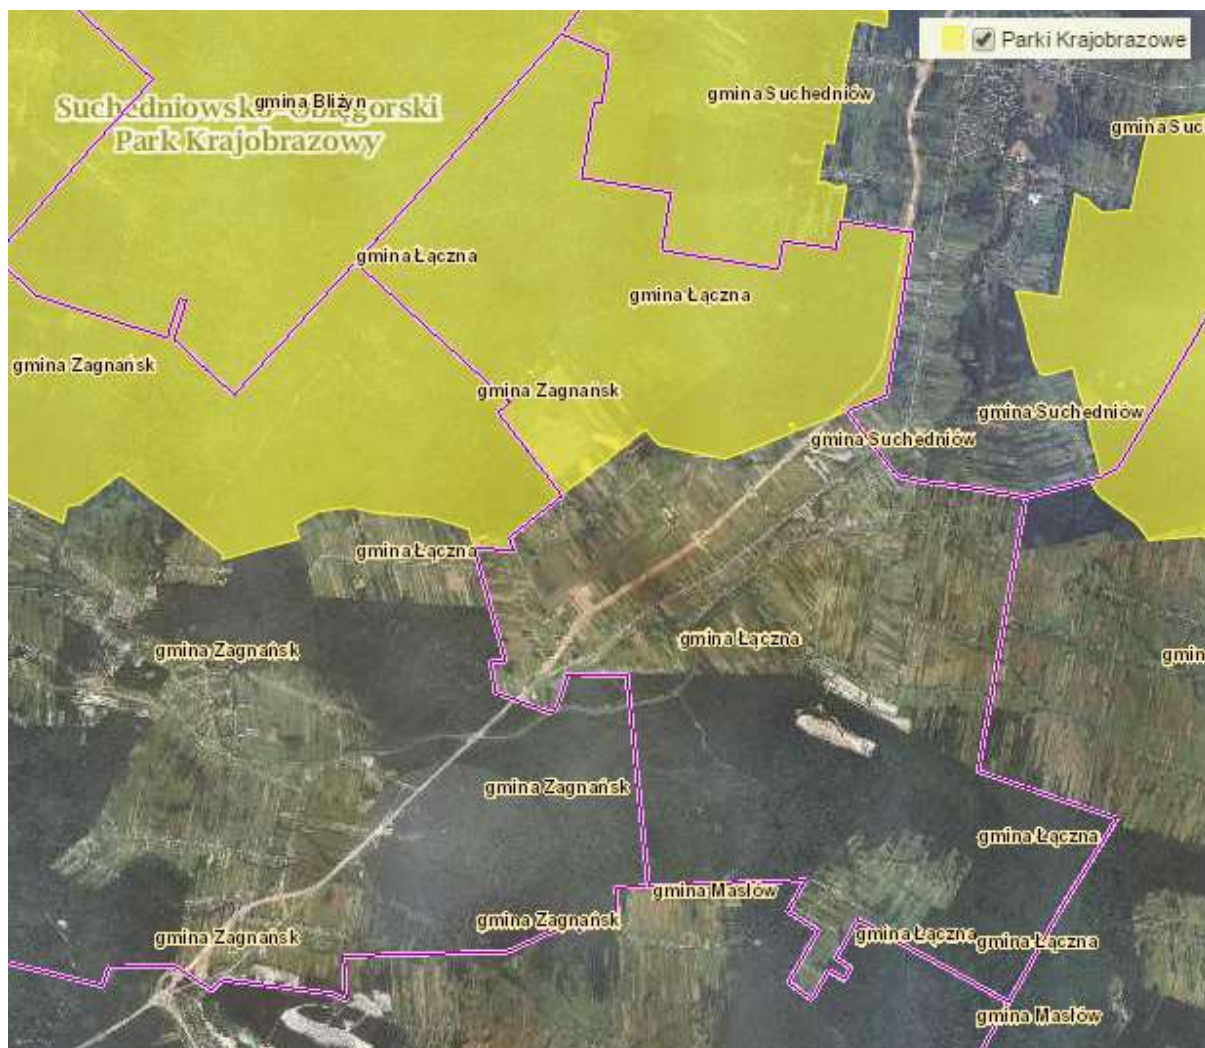 Parki Krajobrazowe
gmina Suchedniów
gmina Bliżyn
Suchedniowsko-Oblęgorski
Park Krajobrazowy
gmina Suc
gmina Łączna
gmina Łączna
gmina Zagnańsk
gmina Zagnańsk
gmina Suchedniów
gmina Suchedniów
gmina Łączna
gmina Łączna
gmina Zagnańsk
gmin
gmina Zagnańsk
gmina Łączna
gmina Masłów
gmina Zagnańsk
gmina Zagnańsk
gmina Łączna
gmina Łączna
gmina Masłów